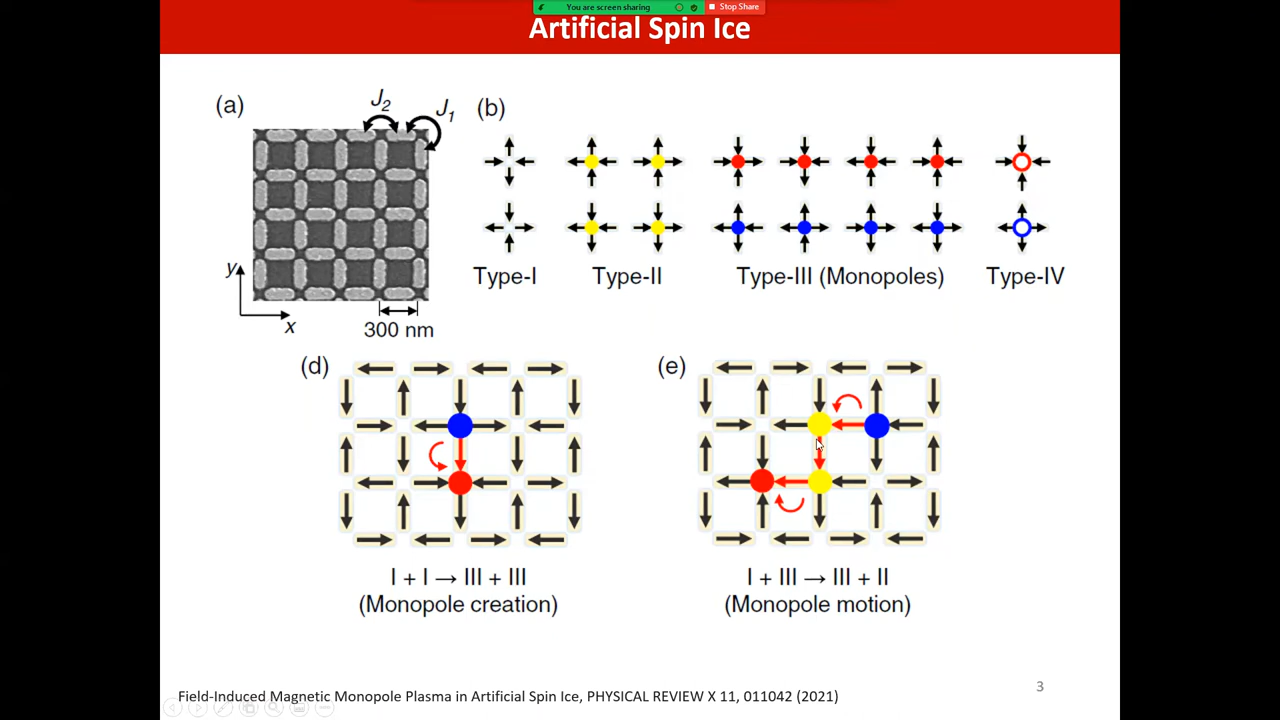 You are screen sharing
Stop Share
Artificial Spin Ice
(a)
J2
J1
y
x
300 nm
(b)
Type-I
Type-II
Type-III (Monopoles)
Type-IV
(d)
I + I → III + III
(Monopole creation)
(e)
I + III → III + II
(Monopole motion)
Field-Induced Magnetic Monopole Plasma in Artificial Spin Ice, PHYSICAL REVIEW X 11, 011042 (2021)
3